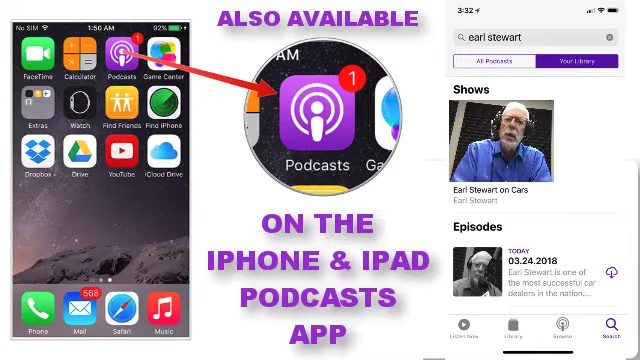 No SIM 1:50 AM 92%
1
FaceTime Calculator Podcasts Game Center
Extras Watch Find Friends Find iPhone
Dropbox Drive YouTube iCloud Drive
568
Phone Mail Safari Music
ALSO AVAILABLE
AM
1
Podcasts Ga
ON THE
IPHONE & IPAD
PODCASTS
APP
3:32
earl stewart
All Podcasts Your Library
Shows
Earl Stewart on Cars
Earl Stewart
Episodes
TODAY
03.24.2018
Earl Stewart is one of
the most successful car
dealers in the nation....
Listen Now Library Browse Search